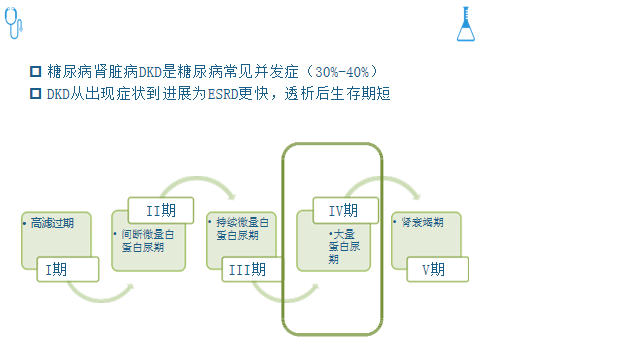 糖尿病肾脏病DKD是糖尿病常见并发症（30%-40%）
DKD从出现症状到进展为ESRD更快，透析后生存期短
• 高滤过期
I期
II期
• 间断微量白
蛋白尿期
• 持续微量白
蛋白尿期
III期
IV期
•大量
蛋白尿
期
• 肾衰竭期
V期